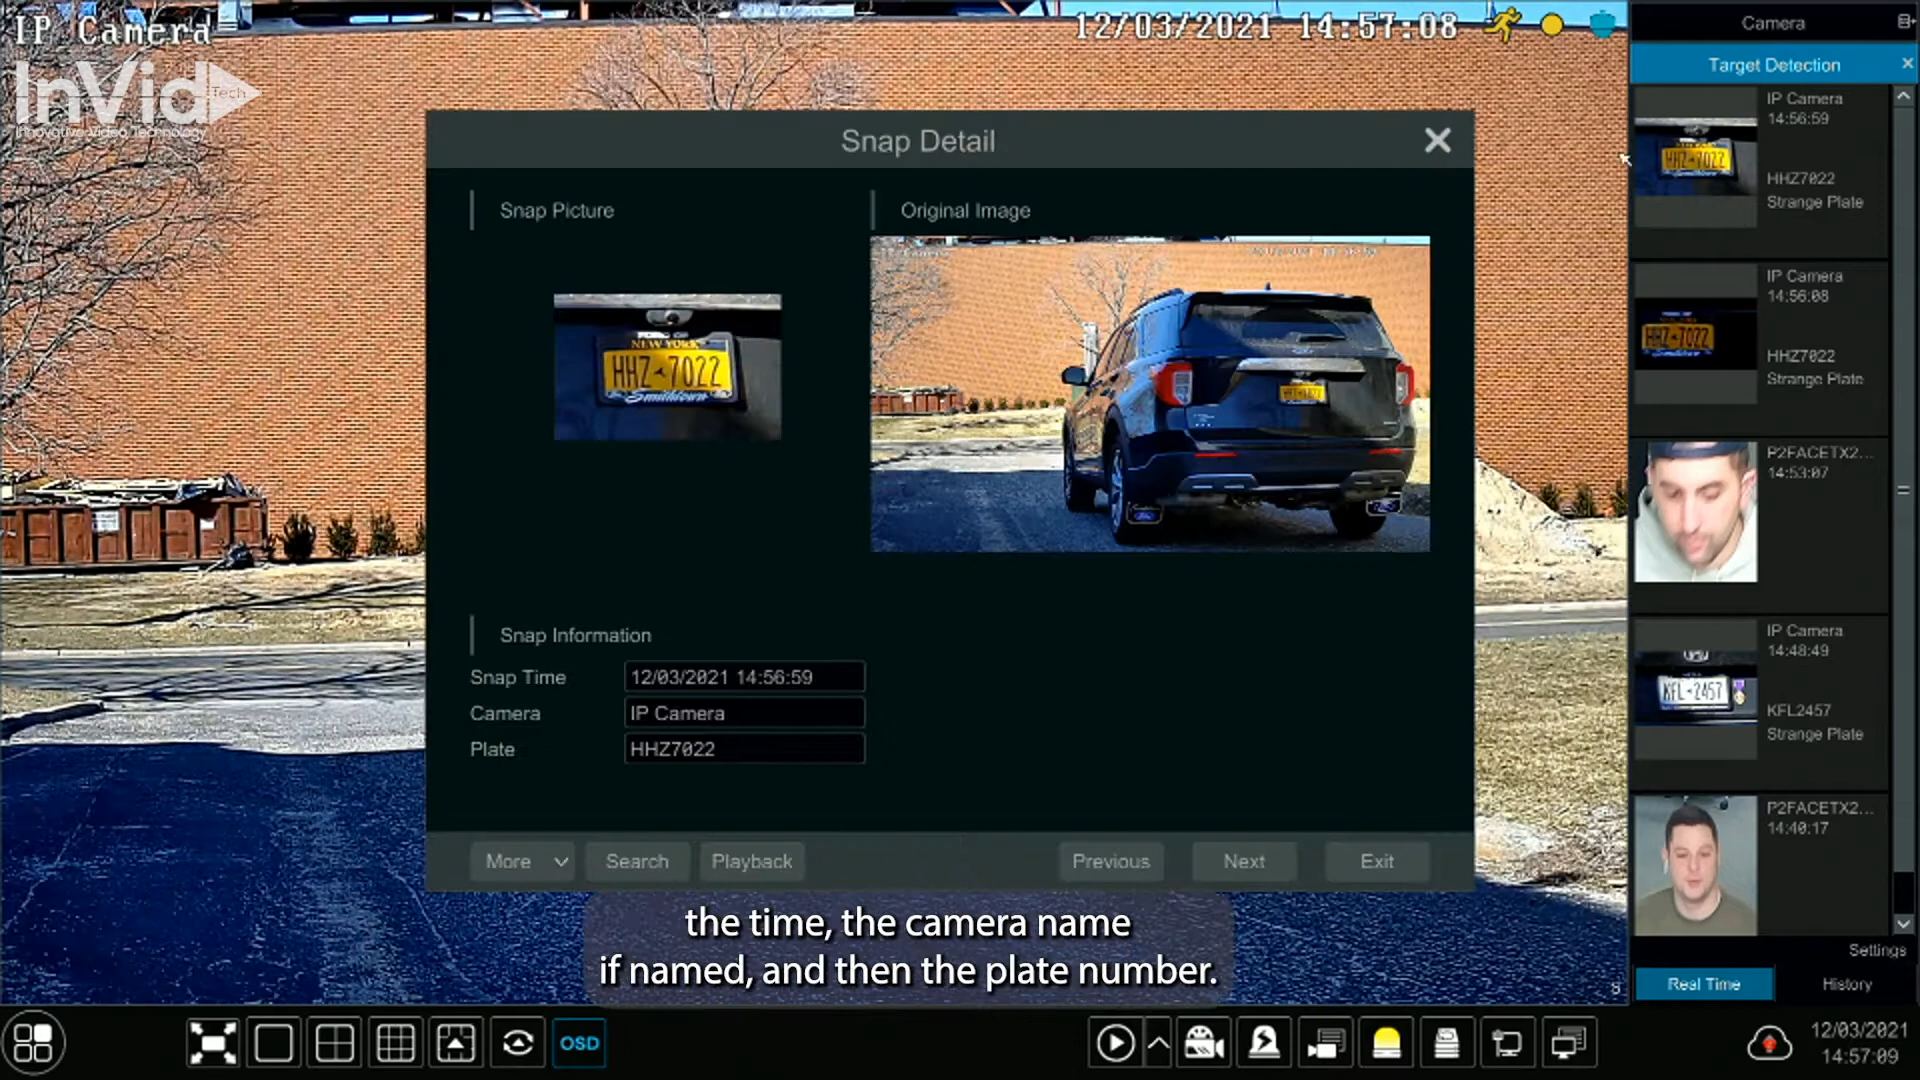 IP Camera
12/03/2021 14:57:08
InVid Tech
Innovative Video Technology
Camera
Target Detection
Snap Detail
Snap Picture
Original Image
NEW YORK
HHZ-7022
Smithtown
Snap Information
Snap Time
12/03/2021 14:56:59
Camera
IP Camera
Plate
HHZ7022
More
Search
Playback
Previous
Next
Exit
IP Camera
14:56:59
HHZ-7022
Smithtown
HHZ7022
Strange Plate
IP Camera
14:56:08
HHZ-7022
HHZ7022
Strange Plate
P2FACETX2...
14:53:07
IP Camera
14:48:49
KFL-2457
KFL2457
Strange Plate
P2FACETX2...
14:40:17
Settings
Real Time
History
the time, the camera name
if named, and then the plate number.
OSD
12/03/2021
14:57:09